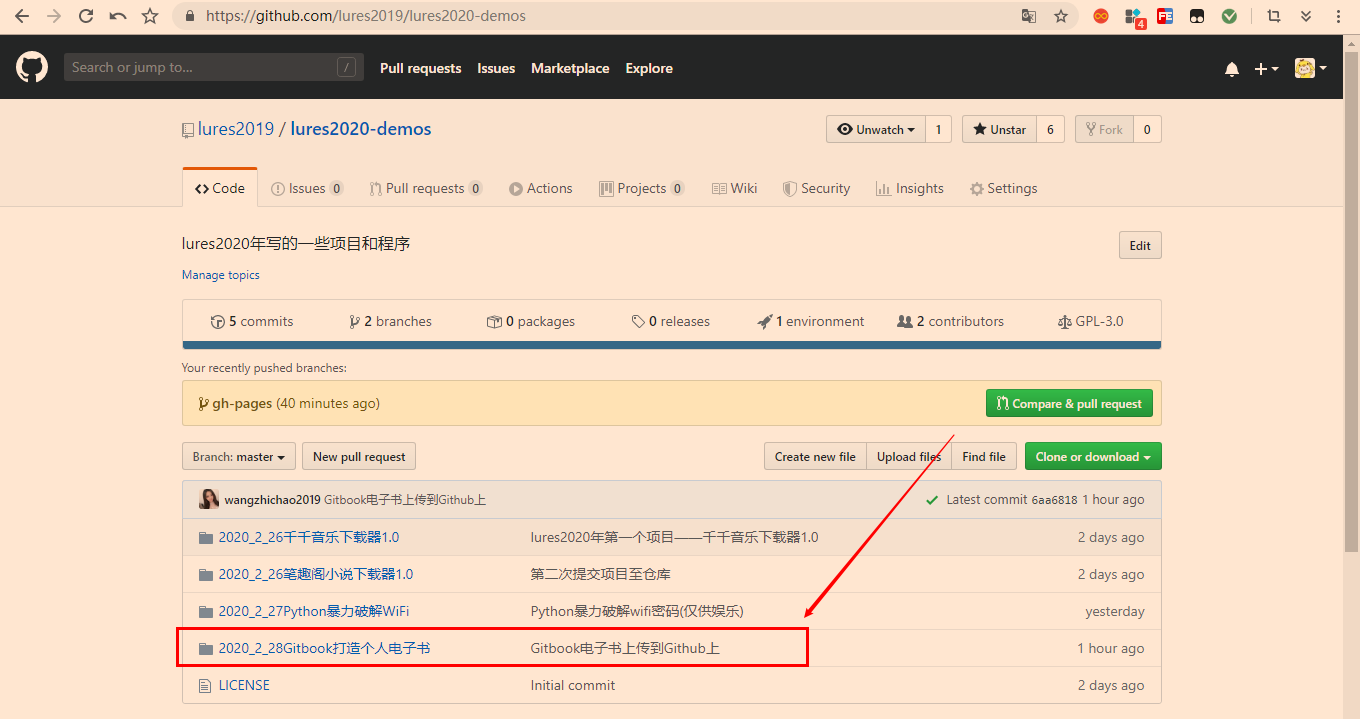 https://github.com/lures2019/lures2020-demos
4
FE
Search or jump to... / Pull requests Issues Marketplace Explore
lures2019 / lures2020-demos
Unwatch 1 Unstar 6 Fork 0
Code Issues 0 Pull requests 0 Actions Projects 0 Wiki Security Insights Settings
lures2020年写的一些项目和程序
Edit
Manage topics
5 commits 2 branches 0 packages 0 releases 1 environment 2 contributors GPL-3.0
Your recently pushed branches:
gh-pages (40 minutes ago) Compare & pull request
Branch: master New pull request Create new file Upload files Find file Clone or download
wangzhichao2019 Gitbook电子书上传到Github上 Latest commit 6aa6818 1 hour ago
2020_2_26千千音乐下载器1.0 lures2020年第一个项目——千千音乐下载器1.0 2 days ago
2020_2_26笔趣阁小说下载器1.0 第二次提交项目至仓库 2 days ago
2020_2_27Python暴力破解WiFi Python暴力破解wifi密码(仅供娱乐) yesterday
2020_2_28Gitbook打造个人电子书 Gitbook电子书上传到Github上 1 hour ago
LICENSE Initial commit 2 days ago